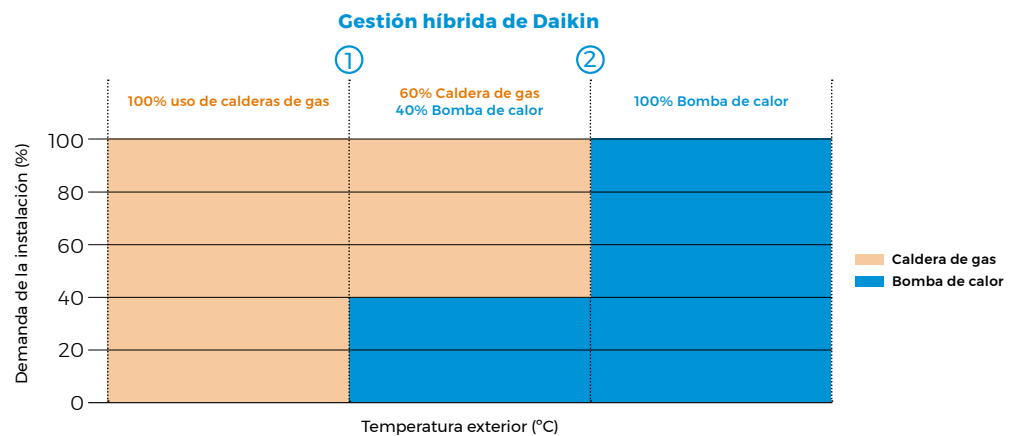 Gestión híbrida de Daikin
1
2
100% uso de calderas de gas
60% Caldera de gas
40% Bomba de calor
100% Bomba de calor
Demanda de la instalación (%)
100
80
60
40
20
0
Caldera de gas
Bomba de calor
Temperatura exterior (ºC)